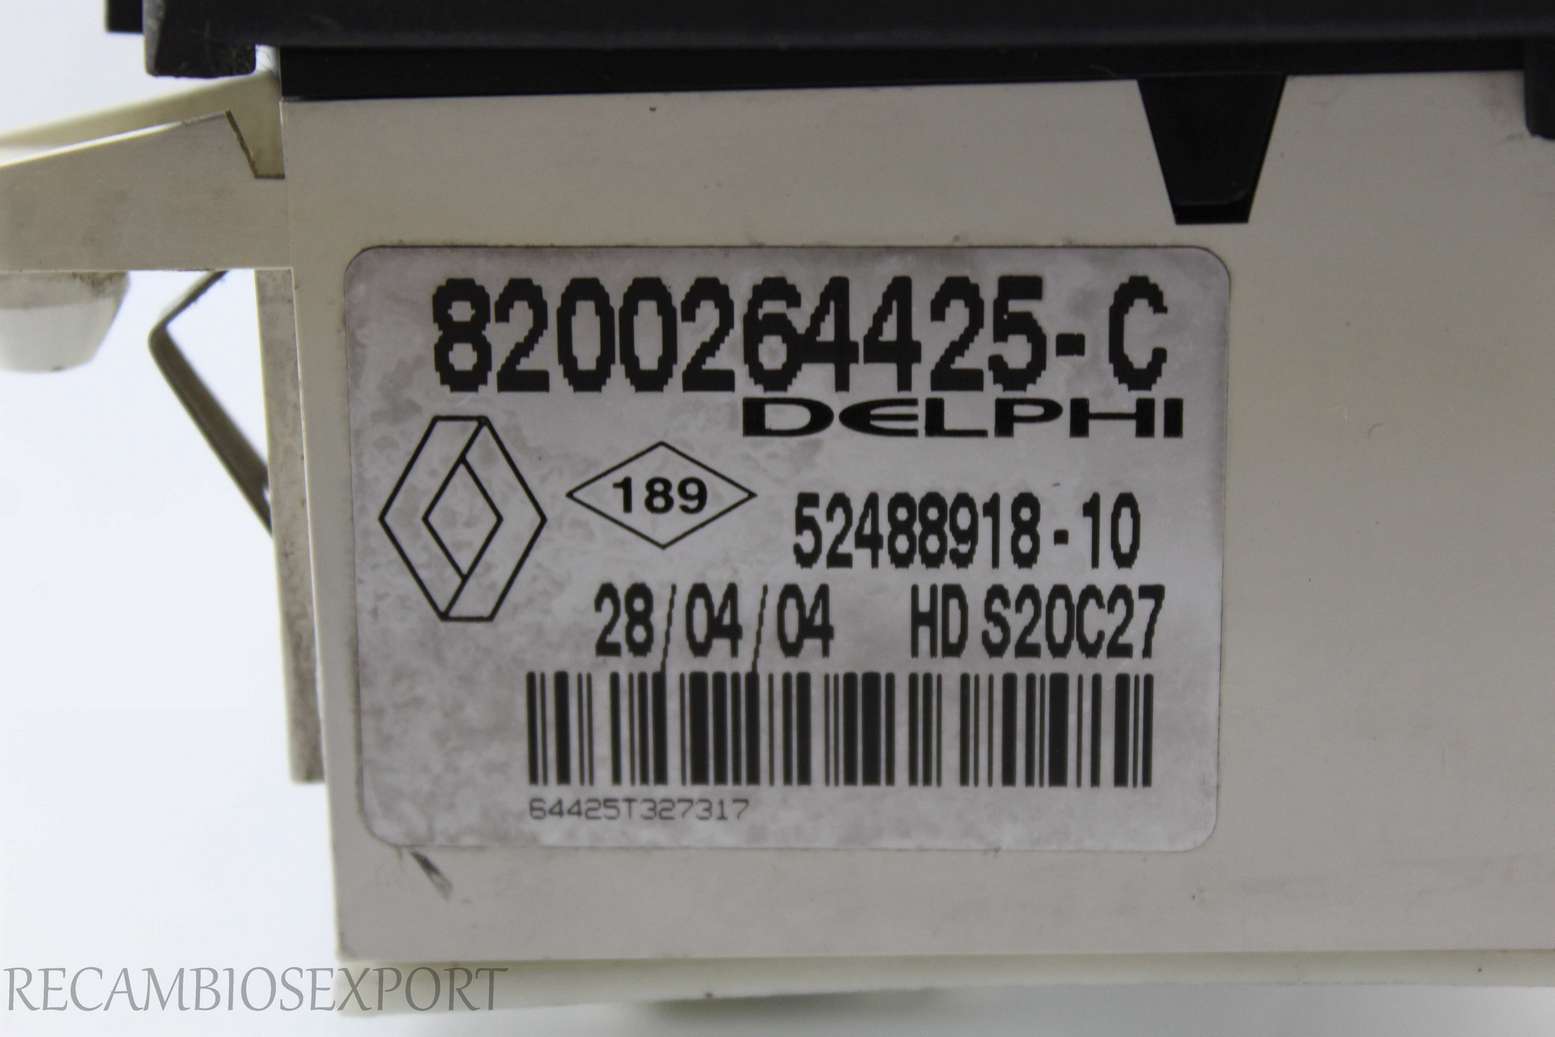 8200264425-C
DELPHI
189
52488918-10
28/04/04 HD S20C27
64425T327317
RECAMBIOSEXPORT